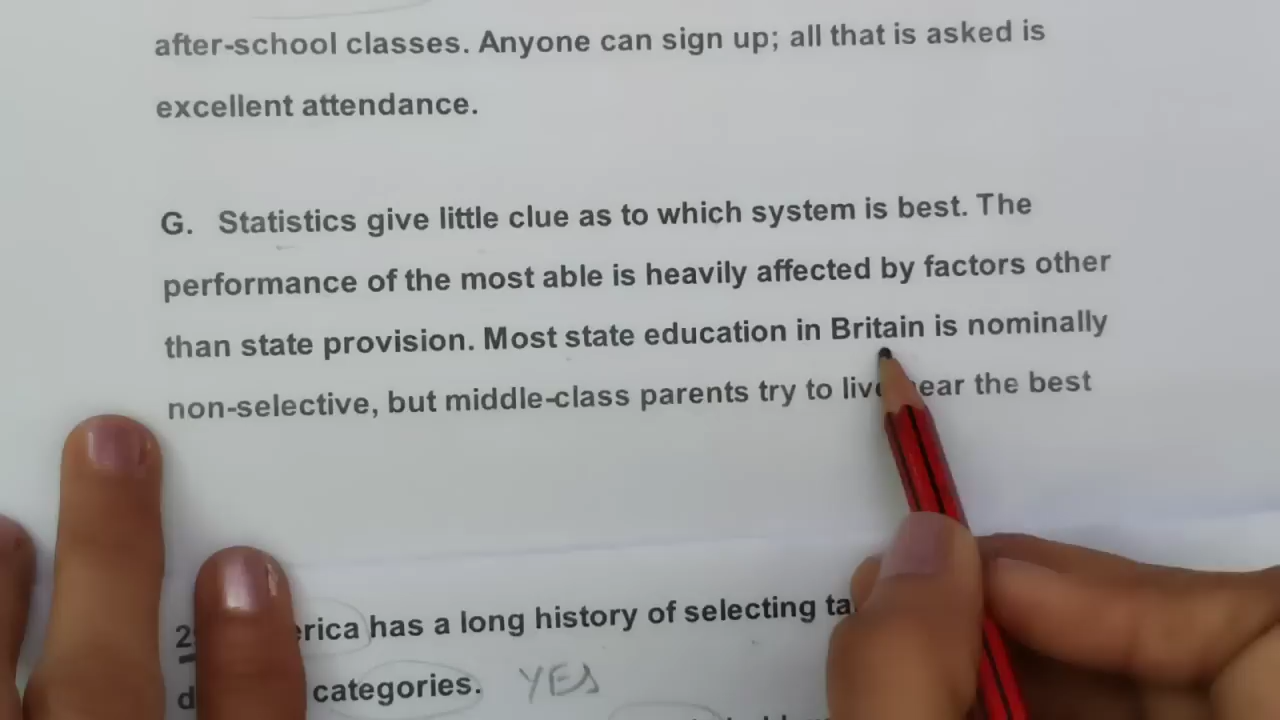 after-school classes. Anyone can sign up; all that is asked is
excellent attendance.
G. Statistics give little clue as to which system is best. The
performance of the most able is heavily affected by factors other
than state provision. Most state education in Britain is nominally
non-selective, but middle-class parents try to live near the best
has a long history of selecting
categories. YES